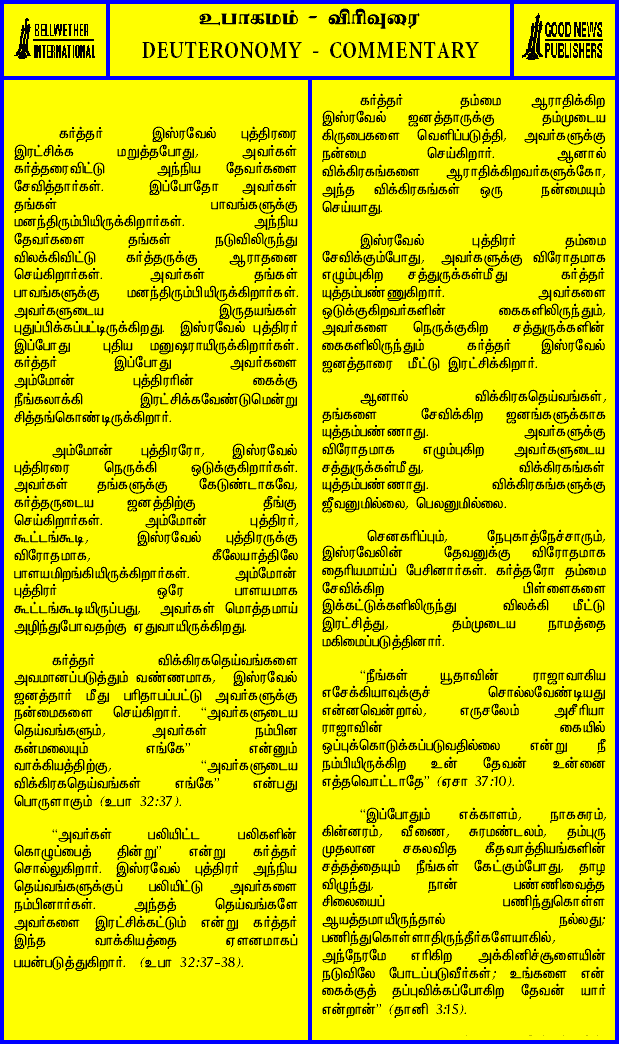 உபாகமம் - விரிவுரை
BELLWETHER
INTERNATIONAL
DEUTERONOMY - COMMENTARY
GOOD NEWS
PUBLISHERS
கர்த்தர் இஸ்ரவேல் புத்திரரை
இரட்சிக்க மறுத்தபோது, அவர்கள்
கர்த்தரைவிட்டு அந்நிய தேவர்களை
சேவித்தார்கள். இப்போதோ அவர்கள்
தங்கள் பாவங்களுக்கு
மனந்திரும்பியிருக்கிறார்கள். அந்நிய
தேவர்களை தங்கள் நடுவிலிருந்து
விலக்கிவிட்டு கர்த்தருக்கு ஆராதனை
செய்கிறார்கள். அவர்கள் தங்கள்
பாவங்களுக்கு மனந்திரும்பியிருக்கிறார்கள்.
அவர்களுடைய இருதயங்கள்
புதுப்பிக்கப்பட்டிருக்கிறது. இஸ்ரவேல் புத்திரர்
இப்போது புதிய மனுஷராயிருக்கிறார்கள்.
கர்த்தர் இப்போது அவர்களை
அம்மோன் புத்திரரின் கைக்கு
நீங்கலாக்கி இரட்சிக்கவேண்டுமென்று
சித்தங்கொண்டிருக்கிறார்.
அம்மோன் புத்திரரோ, இஸ்ரவேல்
புத்திரரை நெருக்கி ஒடுக்குகிறார்கள்.
அவர்கள் தங்களுக்கு கேடுண்டாகவே,
கர்த்தருடைய ஜனத்திற்கு தீங்கு
செய்கிறார்கள். அம்மோன் புத்திரர்,
கூட்டங்கூடி, இஸ்ரவேல் புத்திரருக்கு
விரோதமாக, கீலேயாத்திலே
பாளயமிறங்கியிருக்கிறார்கள். அம்மோன்
புத்திரர் ஒரே பாளயமாக
கூட்டங்கூடியிருப்பது, அவர்கள் மொத்தமாய்
அழிந்துபோவதற்கு ஏதுவாயிருக்கிறது.
கர்த்தர் விக்கிரகதெய்வங்களை
அவமானப்படுத்தும் வண்ணமாக, இஸ்ரவேல்
ஜனத்தார் மீது பரிதாபப்பட்டு அவர்களுக்கு
நன்மைகளை செய்கிறார். “அவர்களுடைய
தெய்வங்களும், அவர்கள் நம்பின
கன்மலையும் எங்கே” என்னும்
வாக்கியத்திற்கு, “அவர்களுடைய
விக்கிரகதெய்வங்கள் எங்கே” என்பது
பொருளாகும் (உபா 32:37).
“அவர்கள் பலியிட்ட பலிகளின்
கொழுப்பைத் தின்று” என்று கர்த்தர்
சொல்லுகிறார். இஸ்ரவேல் புத்திரர் அந்நிய
தெய்வங்களுக்குப் பலியிட்டு அவர்களை
நம்பினார்கள். அந்தத் தெய்வங்களே
அவர்களை இரட்சிக்கட்டும் என்று கர்த்தர்
இந்த வாக்கியத்தை ஏளனமாகப்
பயன்படுத்துகிறார். (உபா 32:37-38).
கர்த்தர் தம்மை ஆராதிக்கிற
இஸ்ரவேல் ஜனத்தாருக்கு தம்முடைய
கிருபைகளை வெளிப்படுத்தி, அவர்களுக்கு
நன்மை செய்கிறார். ஆனால்
விக்கிரகங்களை ஆராதிக்கிறவர்களுக்கோ,
அந்த விக்கிரகங்கள் ஒரு நன்மையும்
செய்யாது.
இஸ்ரவேல் புத்திரர் தம்மை
சேவிக்கும்போது, அவர்களுக்கு விரோதமாக
எழும்புகிற சத்துருக்கள்மீது கர்த்தர்
யுத்தம்பண்ணுகிறார். அவர்களை
ஒடுக்குகிறவர்களின் கைகளிலிருந்தும்,
அவர்களை நெருக்குகிற சத்துருக்களின்
கைகளிலிருந்தும் கர்த்தர் இஸ்ரவேல்
ஜனத்தாரை மீட்டு இரட்சிக்கிறார்.
ஆனால் விக்கிரகதெய்வங்கள்,
தங்களை சேவிக்கிற ஜனங்களுக்காக
யுத்தம்பண்ணாது. அவர்களுக்கு
விரோதமாக எழும்புகிற அவர்களுடைய
சத்துருக்கள்மீது, விக்கிரகங்கள்
யுத்தம்பண்ணாது. விக்கிரகங்களுக்கு
ஜீவனுமில்லை, பெலனுமில்லை.
செனகரிப்பும், நேபுகாத்நேச்சாரும்,
இஸ்ரவேலின் தேவனுக்கு விரோதமாக
தைரியமாய்ப் பேசினார்கள். கர்த்தரோ தம்மை
சேவிக்கிற பிள்ளைகளை
இக்கட்டுக்களிலிருந்து விலக்கி மீட்டு
இரட்சித்து, தம்முடைய நாமத்தை
மகிமைப்படுத்தினார்.
“நீங்கள் யூதாவின் ராஜாவாகிய
எசேக்கியாவுக்குச் சொல்லவேண்டியது
என்னவென்றால், எருசலேம் அசீரியா
ராஜாவின் கையில்
ஒப்புக்கொடுக்கப்படுவதில்லை என்று நீ
நம்பியிருக்கிற உன் தேவன் உன்னை
எத்தவொட்டாதே” (ஏசா 37:10).
“இப்போதும் எக்காளம், நாகசுரம்,
கின்னரம், வீணை, சுரமண்டலம், தம்புரு
முதலான சகலவித கீதவாத்தியங்களின்
சத்தத்தையும் நீங்கள் கேட்கும்போது, தாழ
விழுந்து, நான் பண்ணிவைத்த
சிலையைப் பணிந்துகொள்ள
ஆயத்தமாயிருந்தால் நல்லது;
பணிந்துகொள்ளாதிருந்தீர்களேயாகில்,
அந்நேரமே எரிகிற அக்கினிச்சூளையின்
நடுவிலே போடப்படுவீர்கள்; உங்களை என்
கைக்குத் தப்புவிக்கப்போகிற தேவன் யார்
என்றான்” (தானி 3:15).